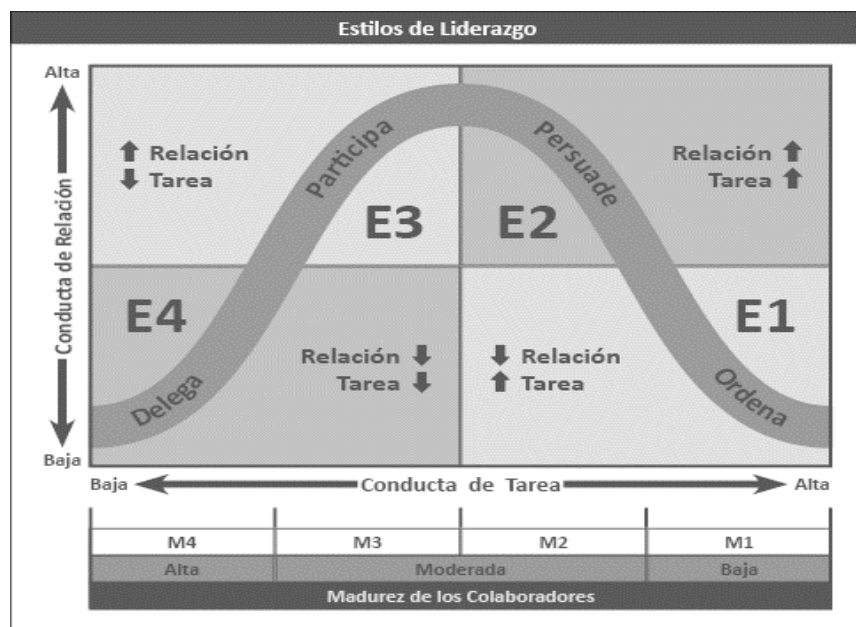 Estilos de Liderazgo
Alta
Conducta de Relación
Baja
↑ Relación
↓ Tarea
Participa
E3
Persuade
E2
Relación ↑
Tarea ↑
E4
Delega
Relación ↓
Tarea ↓
↓ Relación
↑ Tarea
E1
Ordena
Baja Conducta de Tarea Alta
M4 M3 M2 M1
Alta Moderada Baja
Madurez de los Colaboradores